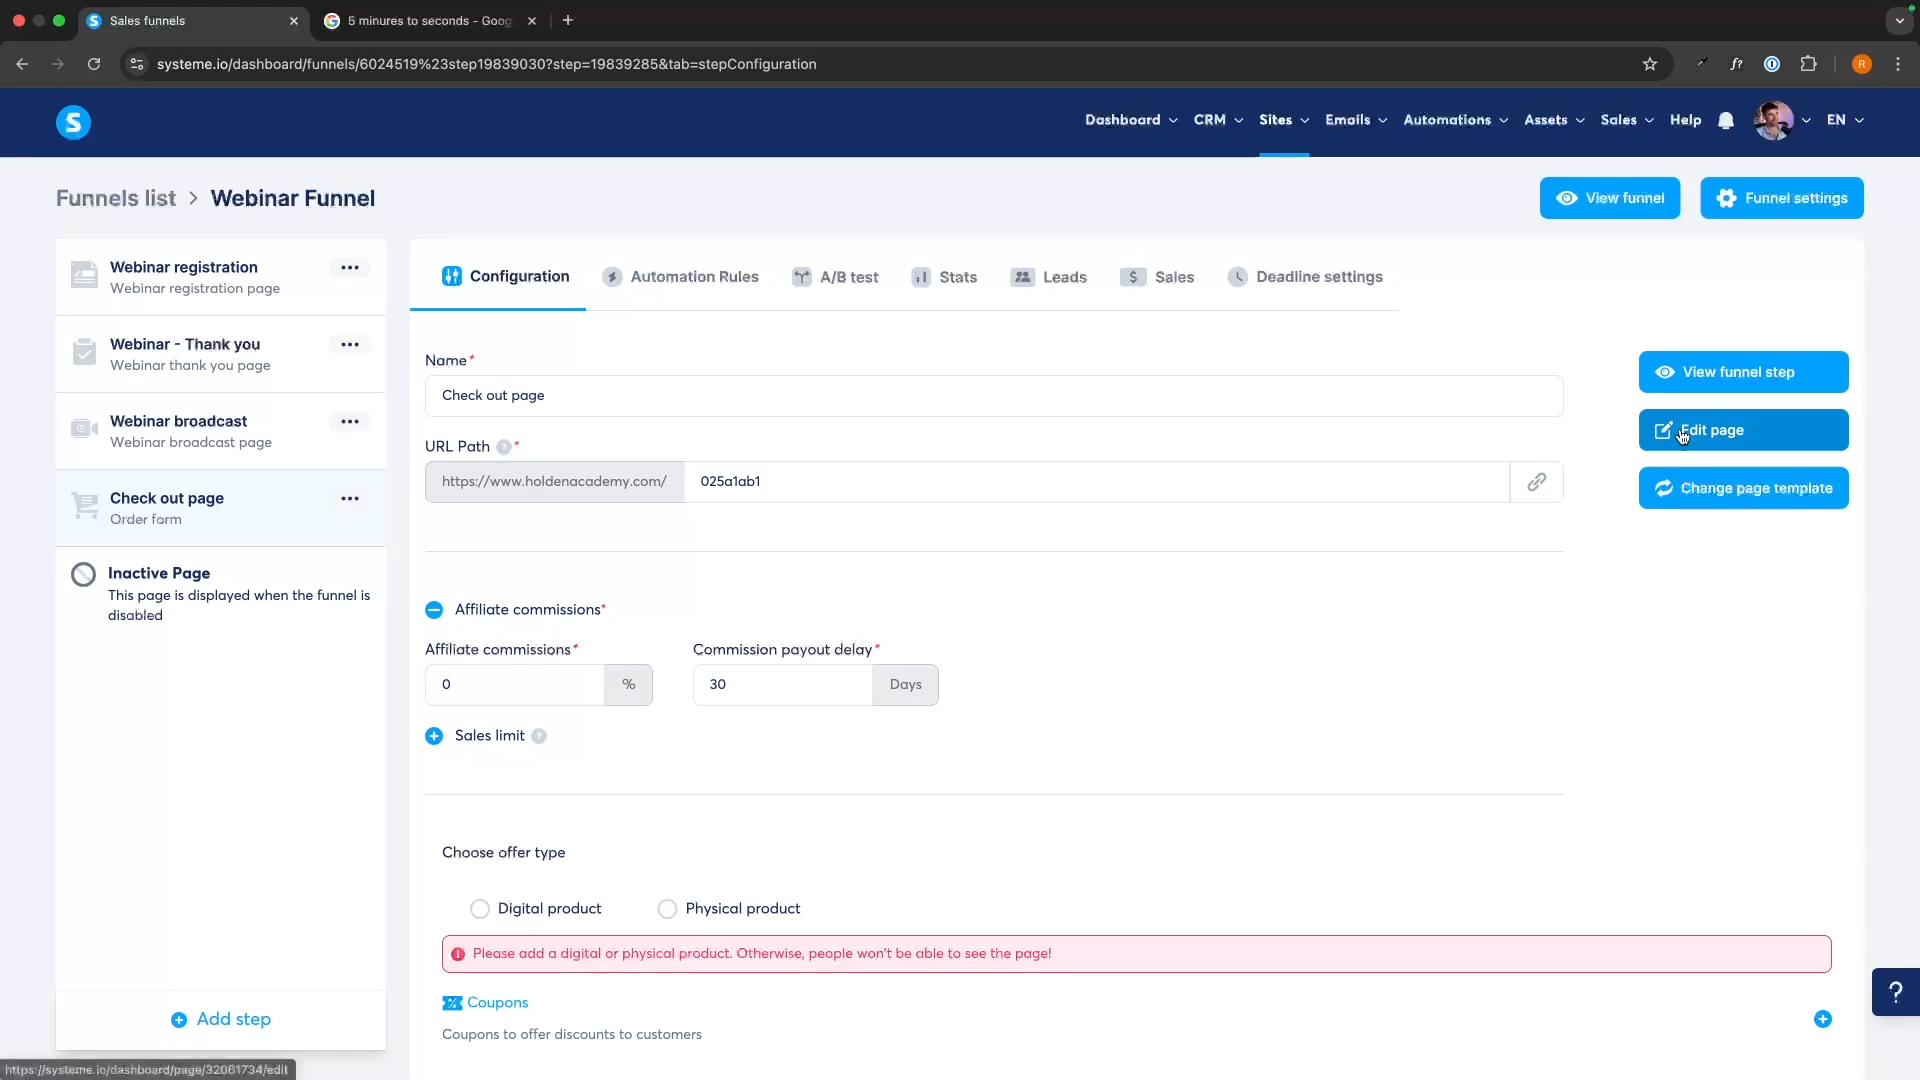 Sales funnels
5 minures to seconds - Goog
systeme.io/dashboard/funnels/6024519%23step19839030?step=19839285&tab=stepConfiguration
f?
R
S
Dashboard
CRM
Sites
Emails
Automations
Assets
Sales
Help
EN
Funnels list > Webinar Funnel
View funnel
Funnel settings
Webinar registration
Webinar registration page
Webinar - Thank you
Webinar thank you page
Webinar broadcast
Webinar broadcast page
Check out page
Order form
Inactive Page
This page is displayed when the funnel is
disabled
Add step
Configuration
Automation Rules
A/B test
Stats
Leads
Sales
Deadline settings
Name*
Check out page
URL Path ? *
https://www.holdenacademy.com/
025a1ab1
View funnel step
Edit page
Change page template
Affiliate commissions*
Affiliate commissions*
0
%
Commission payout delay*
30
Days
Sales limit ?
Choose offer type
Digital product
Physical product
Please add a digital or physical product. Otherwise, people won't be able to see the page!
Coupons
Coupons to offer discounts to customers
?
https://systeme.io/dashboard/page/32061734/edit